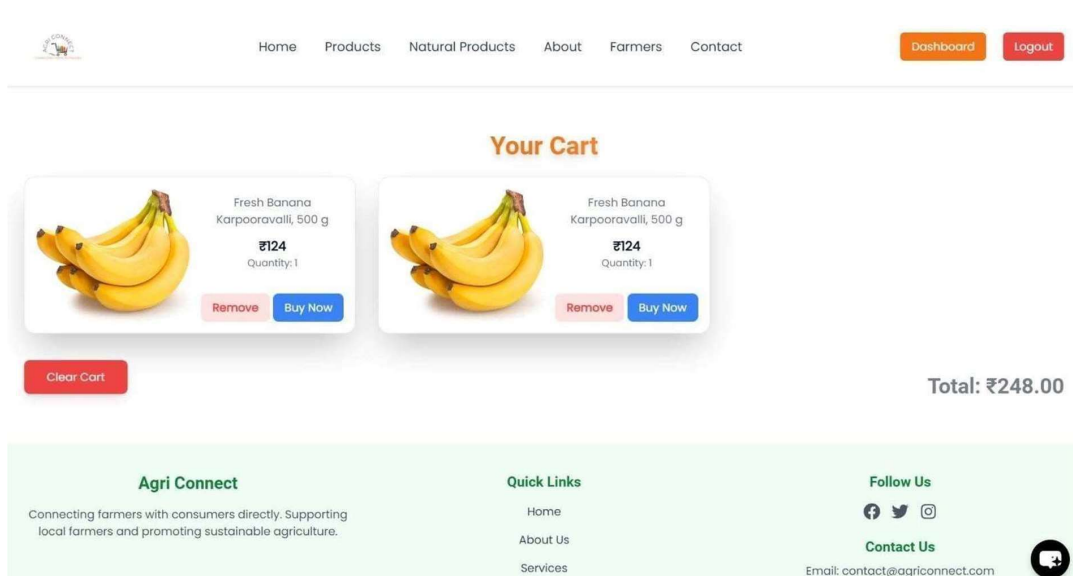 AGRI CONNECT
Home
Products
Natural Products
About
Farmers
Contact
Dashboard
Logout
Your Cart
Fresh Banana
Karpooravalli, 500 g
₹124
Quantity: 1
Remove
Buy Now
Fresh Banana
Karpooravalli, 500 g
₹124
Quantity: 1
Remove
Buy Now
Clear Cart
Total: ₹248.00
Agri Connect
Connecting farmers with consumers directly. Supporting
local farmers and promoting sustainable agriculture.
Quick Links
Home
About Us
Services
Follow Us
Contact Us
Email: contact@agriconnect.com